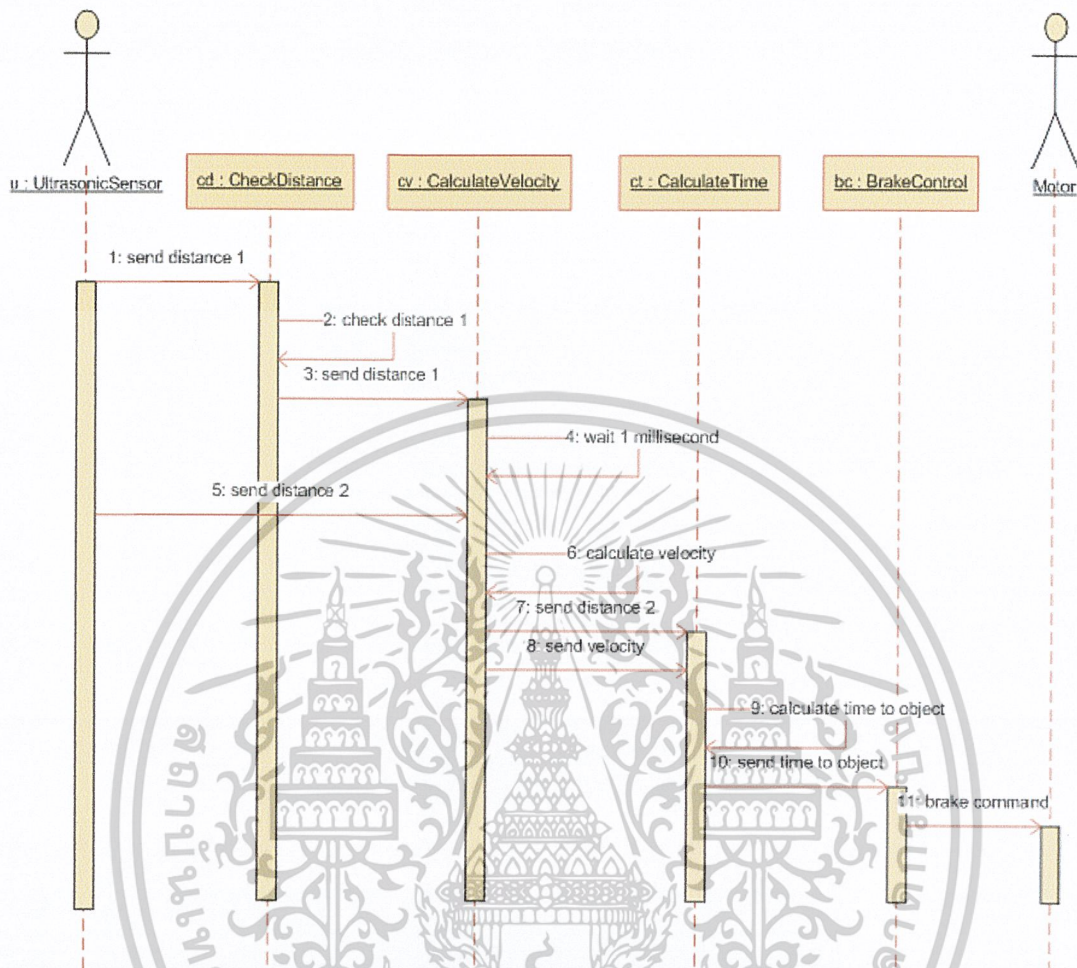 u : UltrasonicSensor
cd : CheckDistance
cv : CalculateVelocity
ct : CalculateTime
bc : BrakeControl
Motor
1: send distance 1
2: check distance 1
3: send distance 1
4: wait 1 millisecond
5: send distance 2
6: calculate velocity
7: send distance 2
8: send velocity
9: calculate time to object
10: send time to object
11: brake command